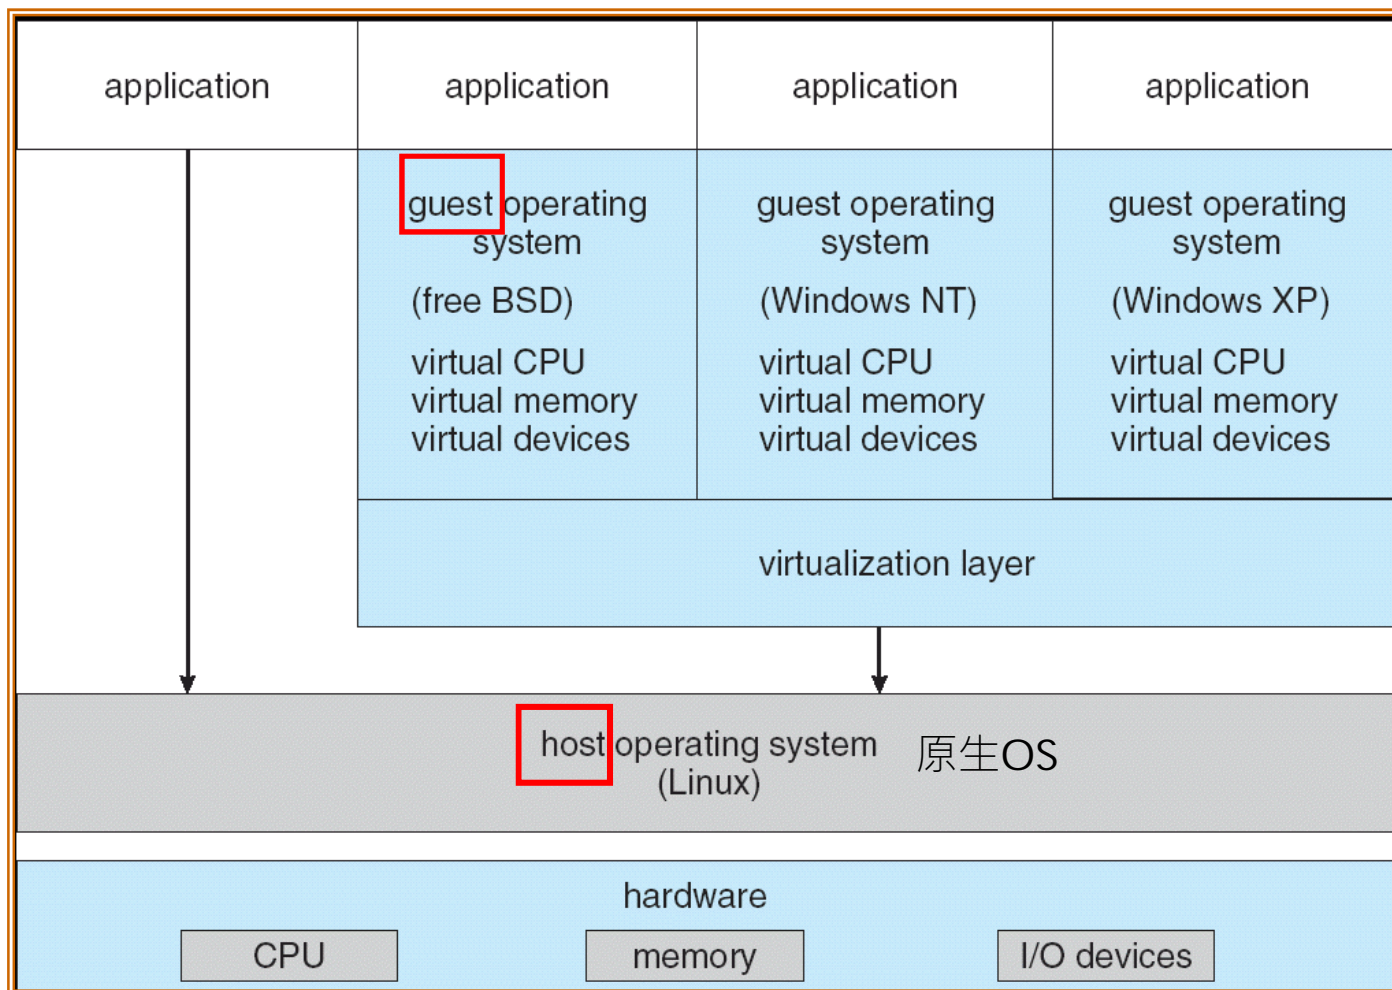 application
application
application
application
guest operating
system
(free BSD)
virtual CPU
virtual memory
virtual devices
guest operating
system
(Windows NT)
virtual CPU
virtual memory
virtual devices
guest operating
system
(Windows XP)
virtual CPU
virtual memory
virtual devices
virtualization layer
host operating system
(Linux)
原生OS
hardware
CPU
memory
I/O devices